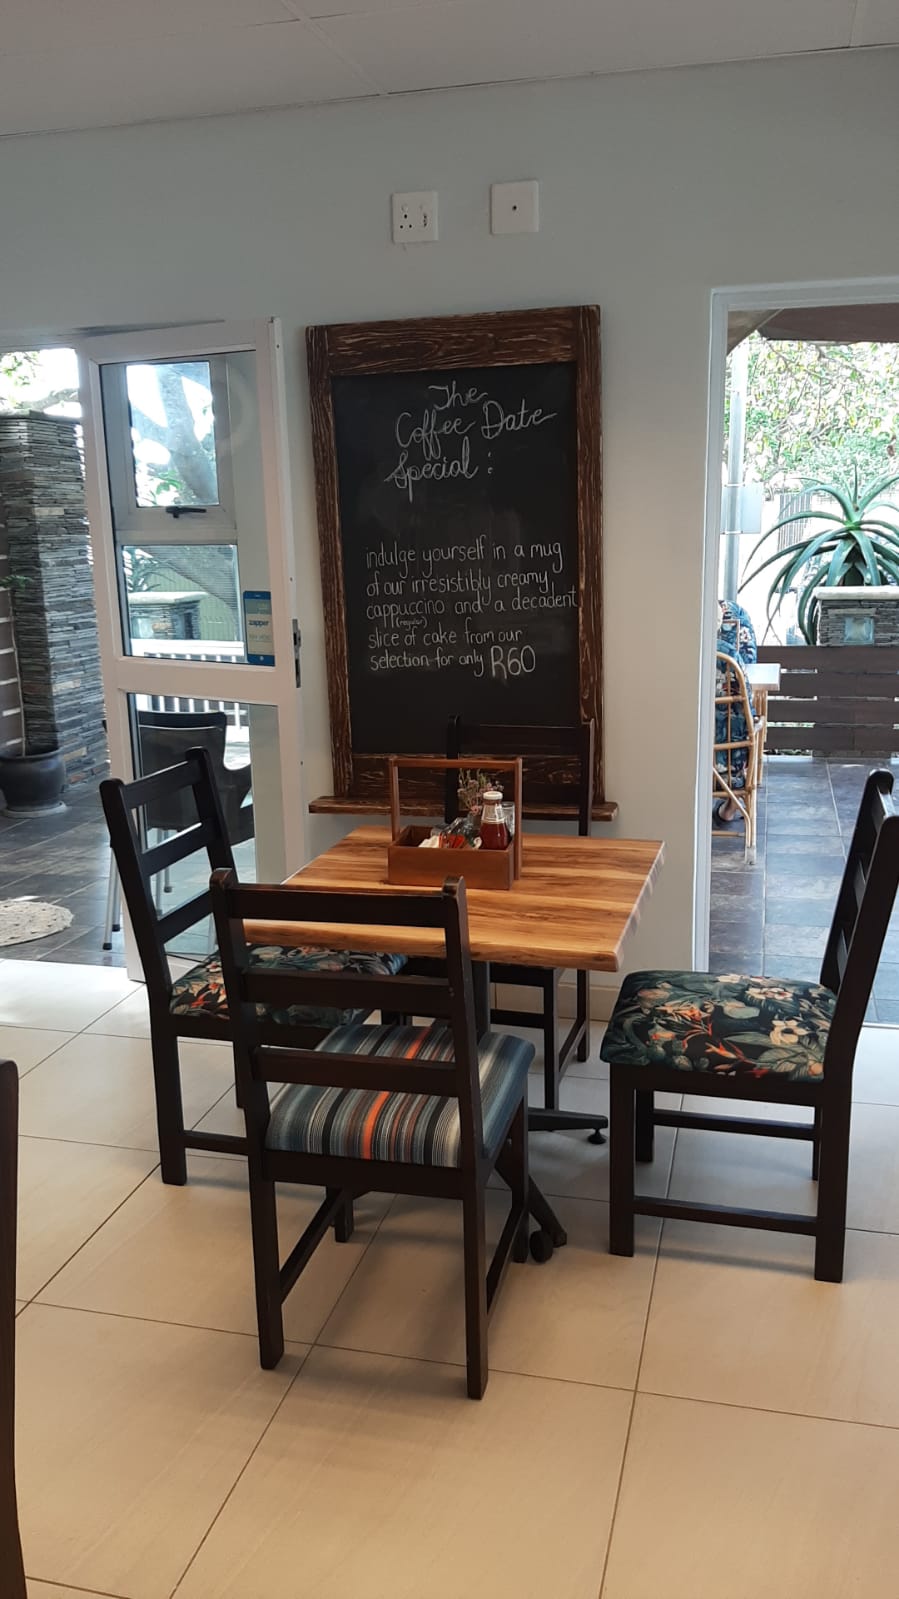 The
Coffee Date
Special :
indulge yourself in a mug
of our irresistibly creamy
cappuccino and a decadent
(regular)
slice of cake from our
selection for only R60
zapper